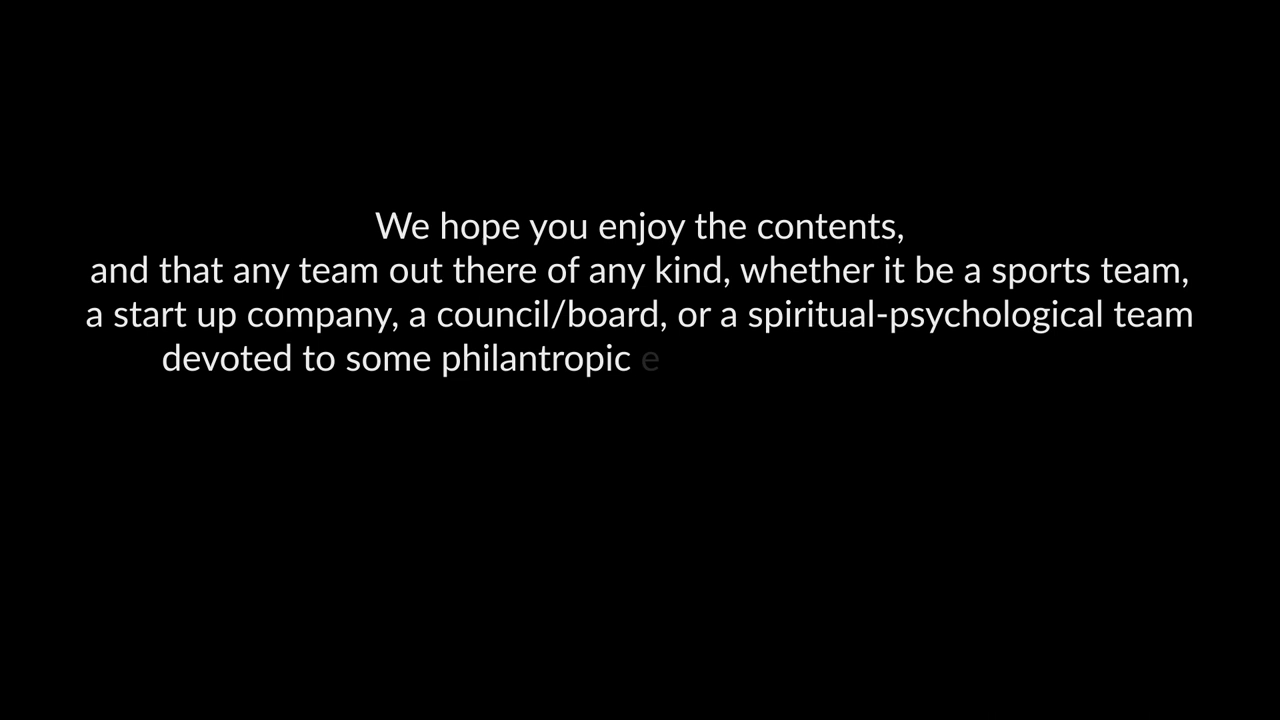 We hope you enjoy the contents,
and that any team out there of any kind, whether it be a sports team,
a start up company, a council/board, or a spiritual-psychological team
devoted to some philantropic e